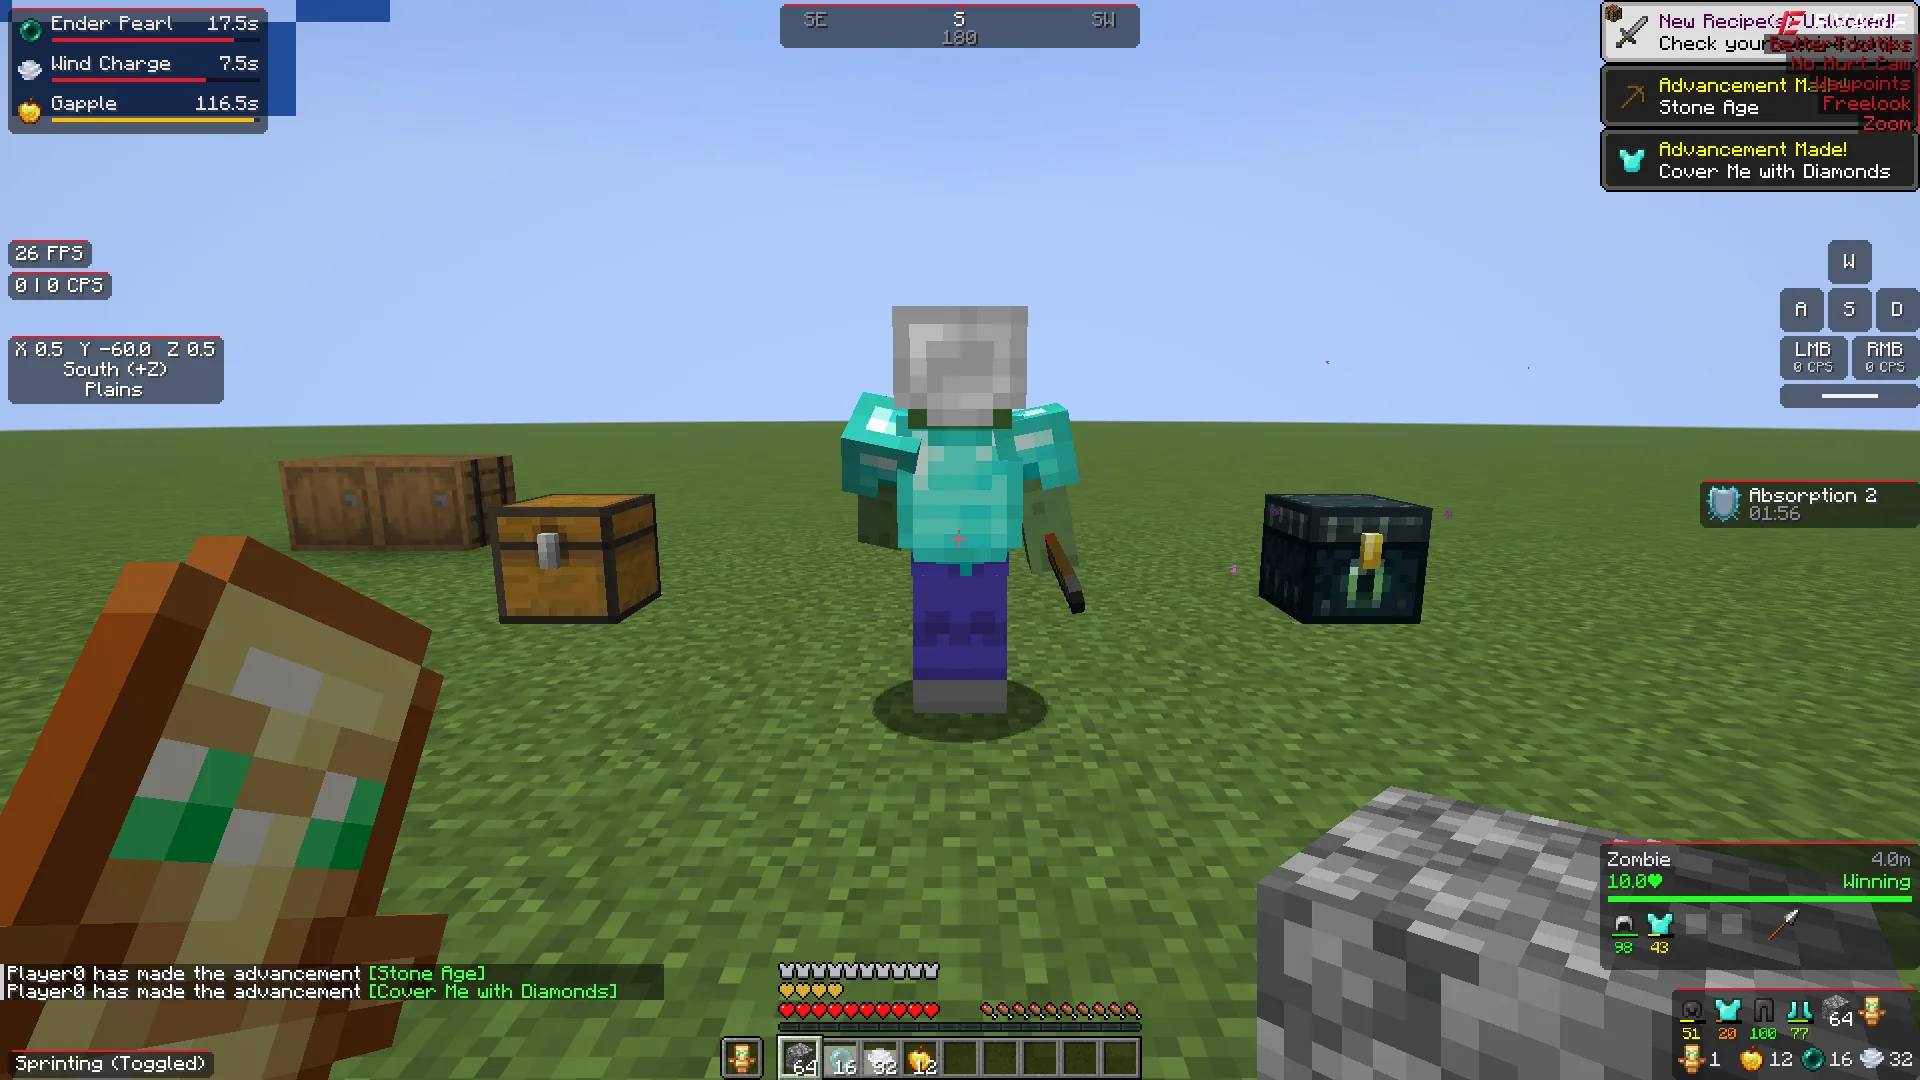 Ender Pearl 17.5s
Wind Charge 7.5s
Gapple 116.5s
SE S SW
180
New Recipe(s) Unlocked!
Check your
BetterTooltips
No Hurt Cam
Waypoints
Freelook
Zoom
Advancement Made!
Stone Age
Advancement Made!
Cover Me with Diamonds
26 FPS
0 | 0 CPS
X 0.5 Y -60.0 Z 0.5
South (+Z)
Plains
W
A S D
LMB RMB
0 CPS 0 CPS
Absorption 2
01:56
Zombie 4.0m
10.0♥ Winning
98 43
Player0 has made the advancement [Stone Age]
Player0 has made the advancement [Cover Me with Diamonds]
Sprinting (Toggled)
64 16 32 12
64
51 20 100 77
1 12 16 32